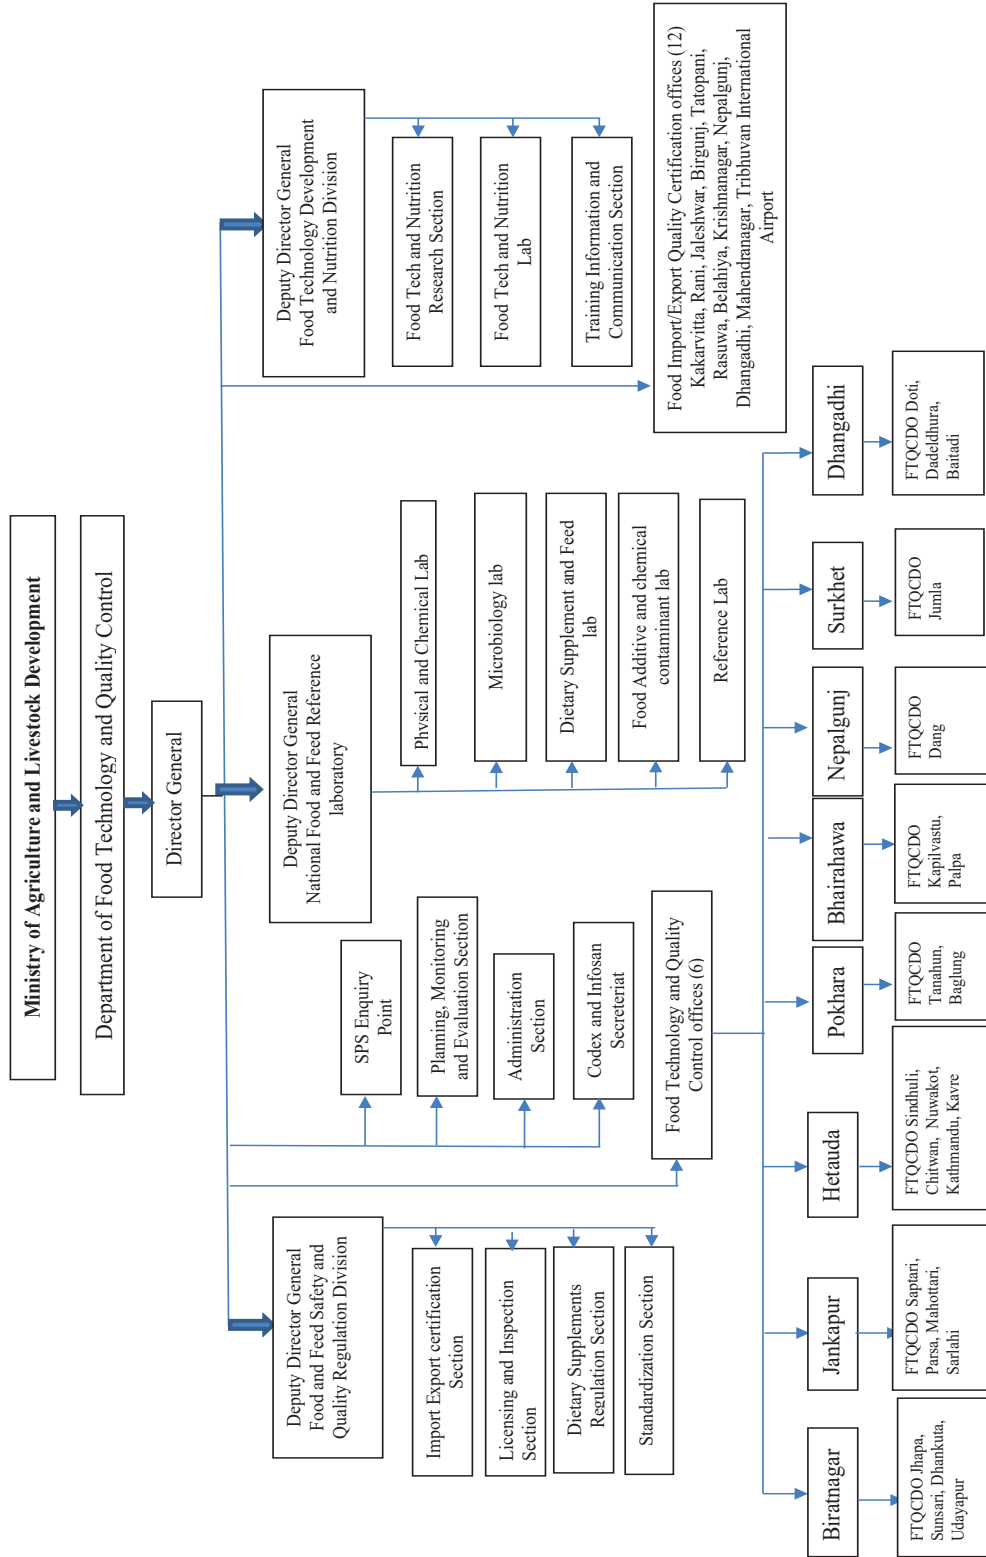 Ministry of Agriculture and Livestock Development
Department of Food Technology and Quality Control
Director General
Deputy Director General
Food and Feed Safety and
Quality Regulation Division
Import Export certification
Section
Licensing and Inspection
Section
Dietary Supplements
Regulation Section
Standardization Section
SPS Enquiry
Point
Planning, Monitoring
and Evaluation Section
Administration
Section
Codex and Infosan
Secreteriat
Deputy Director General
National Food and Feed Reference
laboratory
Physical and Chemical Lab
Microbiology lab
Dietary Supplement and Feed
lab
Food Additive and chemical
contaminant lab
Reference Lab
Deputy Director General
Food Technology Development
and Nutrition Division
Food Tech and Nutrition
Research Section
Food Tech and Nutrition
Lab
Training Information and
Communication Section
Food Technology and Quality
Control offices (6)
Food Import/Export Quality Certification offices (12)
Kakarvitta, Rani, Jaleshwar, Birgunj, Tatopani,
Rasuwa, Belahiya, Krishnanagar, Nepalgunj,
Dhangadhi, Mahendranagar, Tribhuvan International
Airport
Biratnagar
Jankapur
Hetauda
Pokhara
Bhairahawa
Nepalgunj
Surkhet
Dhangadhi
FTQCDO Jhapa,
Sunsari, Dhankuta,
Udayapur
FTQCDO Saptari,
Parsa, Mahottari,
Sarlahi
FTQCDO Sindhuli,
Chitwan, Nuwakot,
Kathmandu, Kavre
FTQCDO
Tanahun,
Baglung
FTQCDO
Kapilvastu,
Palpa
FTQCDO
Dang
FTQCDO
Jumla
FTQCDO Doti,
Dadeldhura,
Baitadi